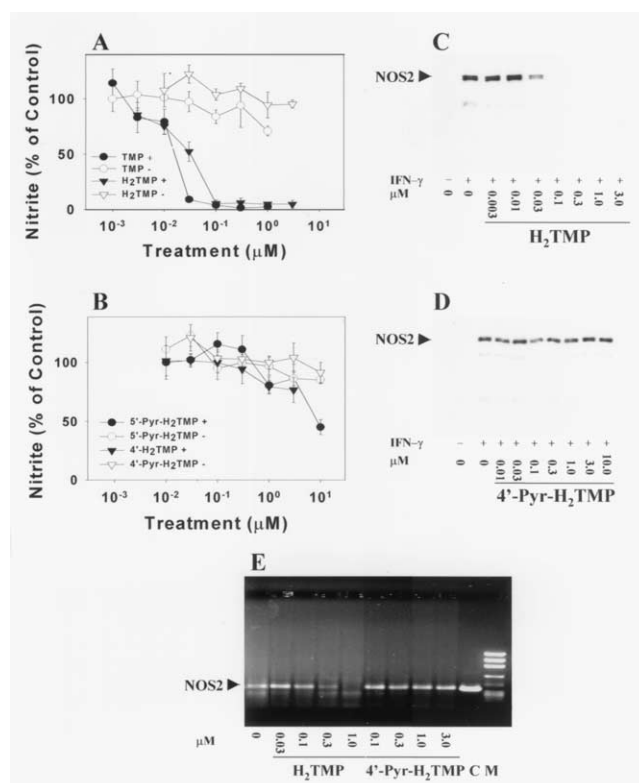 A
Nitrite (% of Control)
100
50
0
TMP +
TMP -
H₂TMP +
H₂TMP -
10⁻³ 10⁻² 10⁻¹ 10⁰ 10¹
Treatment (μM)
B
Nitrite (% of Control)
100
50
0
5'-Pyr-H₂TMP +
5'-Pyr-H₂TMP -
4'-H₂TMP +
4'-Pyr-H₂TMP -
10⁻³ 10⁻² 10⁻¹ 10⁰ 10¹
Treatment (μM)
C
NOS2
IFN-γ - + + + + + + + +
μM 0 0 0.003 0.01 0.03 0.1 0.3 1.0 3.0
H₂TMP
D
NOS2
IFN-γ - + + + + + + + +
μM 0 0 0.01 0.03 0.1 0.3 1.0 3.0 10.0
4'-Pyr-H₂TMP
E
NOS2
μM 0 0.03 0.1 0.3 1.0 0.1 0.3 1.0 3.0
H₂TMP 4'-Pyr-H₂TMP C M